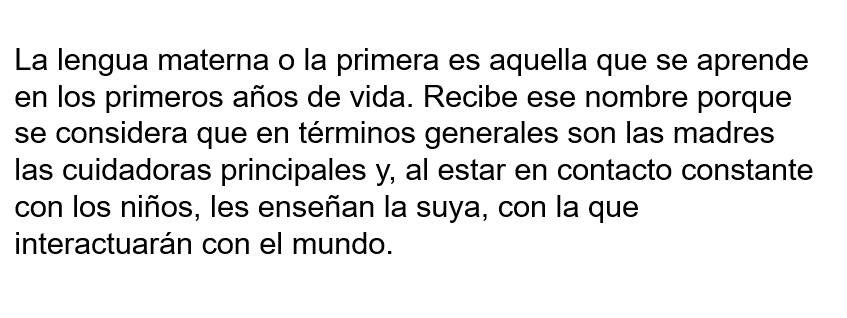 La lengua materna o la primera es aquella que se aprende
en los primeros años de vida. Recibe ese nombre porque
se considera que en términos generales son las madres
las cuidadoras principales y, al estar en contacto constante
con los niños, les enseñan la suya, con la que
interactuarán con el mundo.